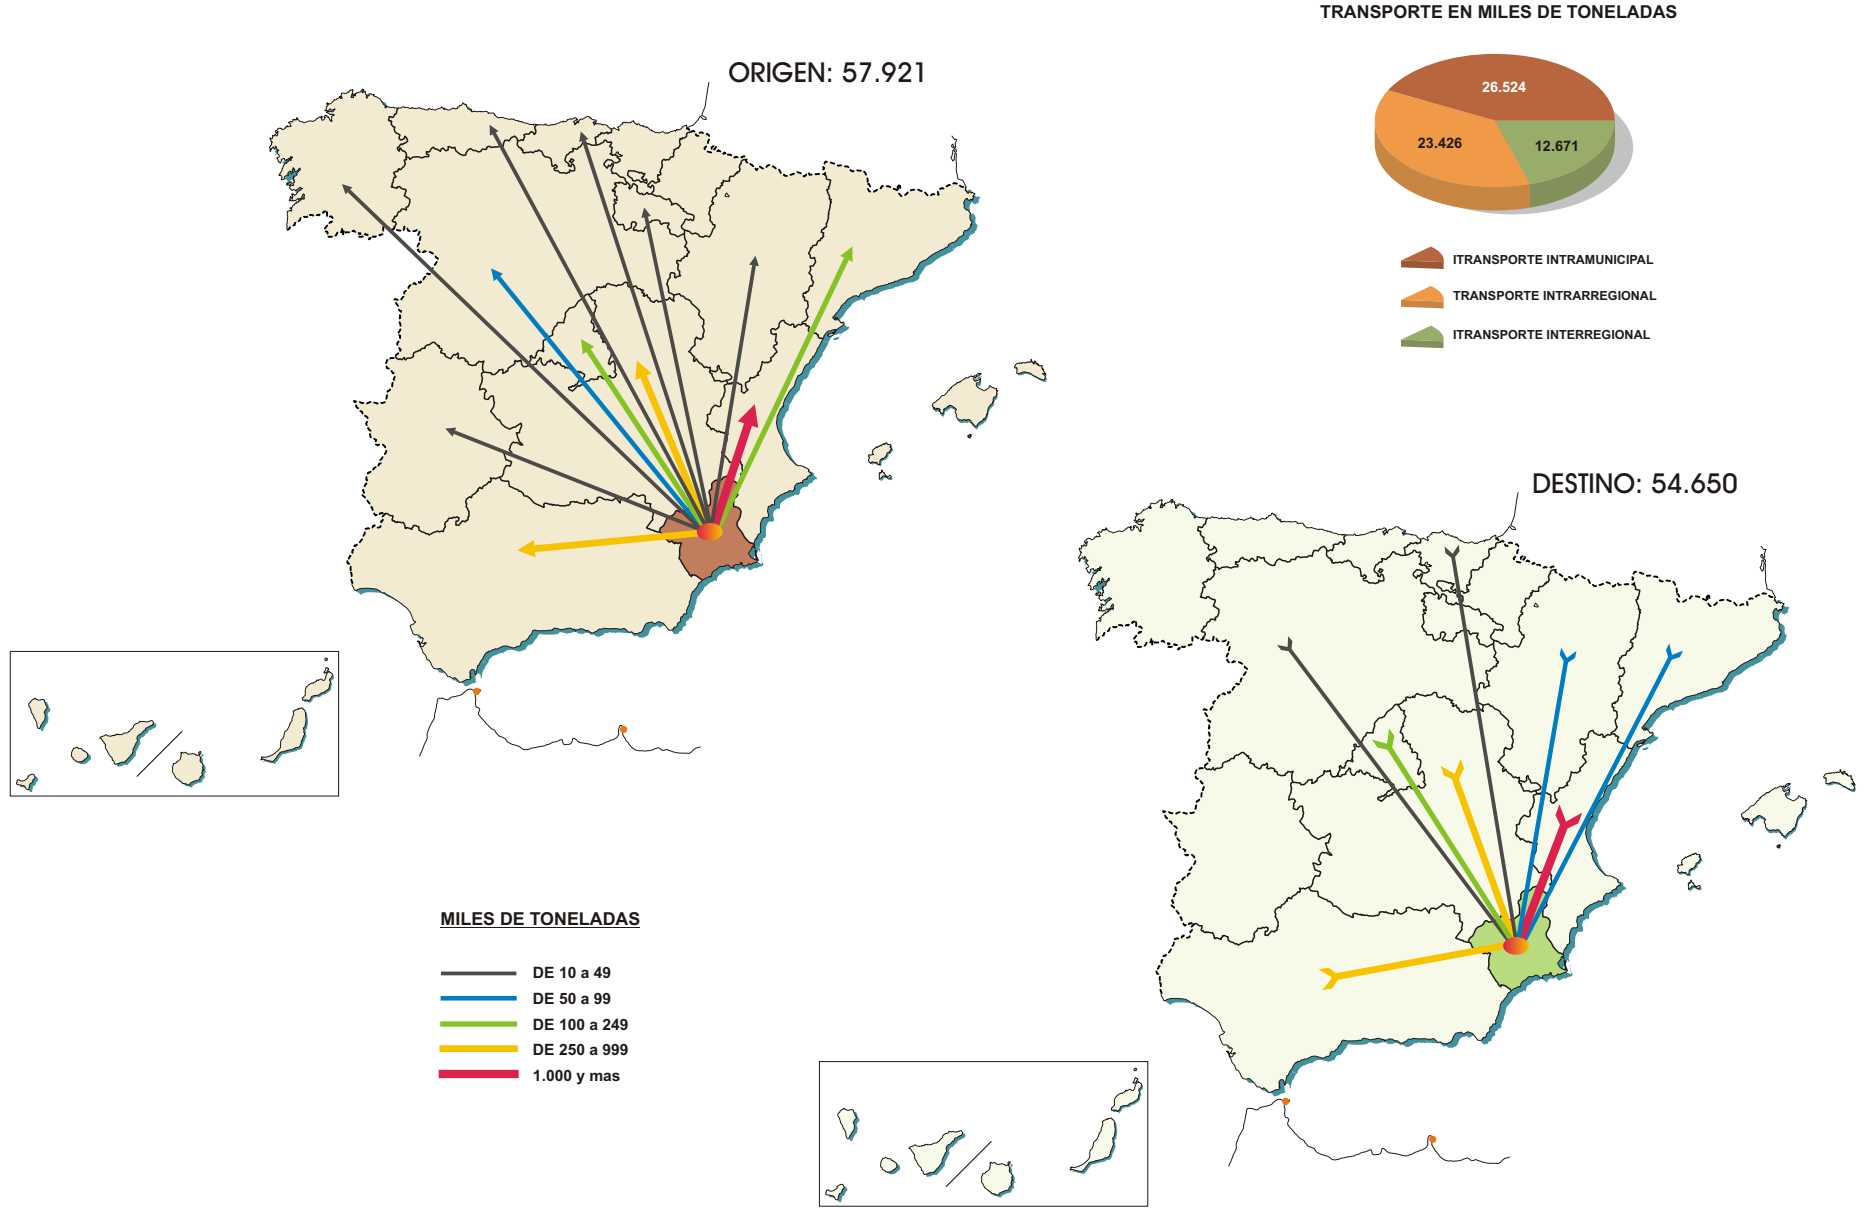 TRANSPORTE EN MILES DE TONELADAS
ORIGEN: 57.921
26.524
23.426
12.671
ITRANSPORTE INTRAMUNICIPAL
TRANSPORTE INTRARREGIONAL
ITRANSPORTE INTERREGIONAL
DESTINO: 54.650
MILES DE TONELADAS
DE 10 a 49
DE 50 a 99
DE 100 a 249
DE 250 a 999
1.000 y mas